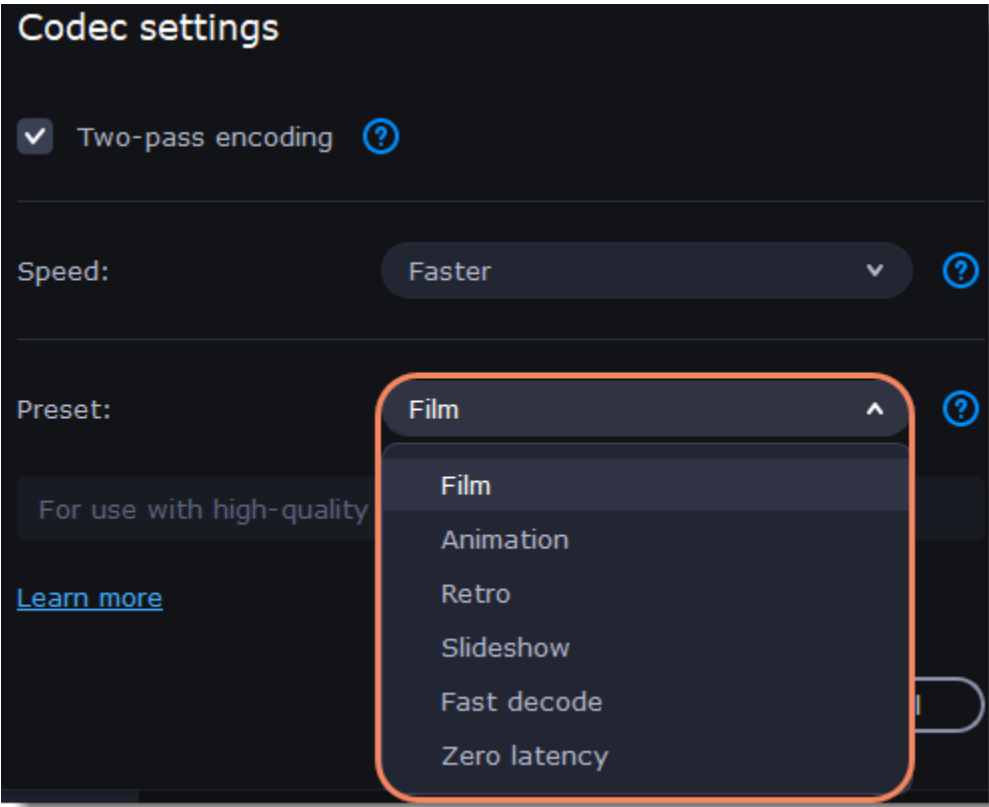 Codec settings
Two-pass encoding ?
Speed: Faster ?
Preset: Film ?
For use with high-quality
Film
Animation
Retro
Slideshow
Fast decode
Zero latency
Learn more